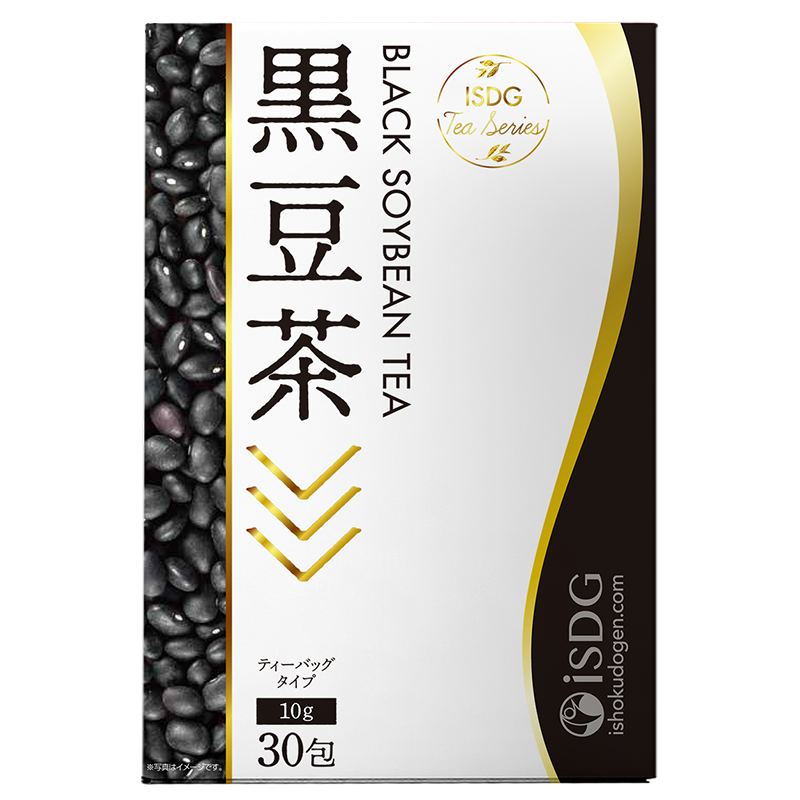 黒豆茶
BLACK SOYBEAN TEA
ISDG
Tea Series
ティーバッグ
タイプ
10g
30包
※写真はイメージです。
iSDG
ishokudogen.com